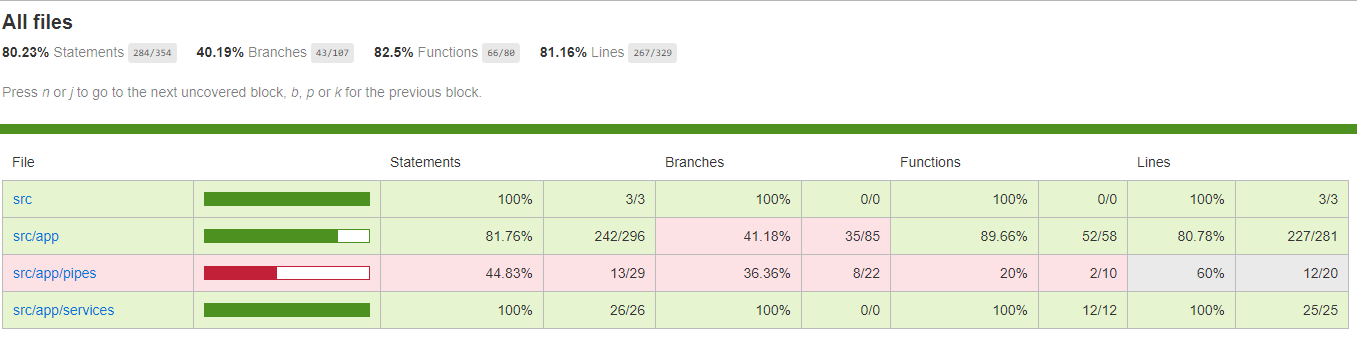 All files
80.23% Statements 284/354 40.19% Branches 43/107 82.5% Functions 66/80 81.16% Lines 267/329
Press n or j to go to the next uncovered block, b, p or k for the previous block.
File Statements Branches Functions Lines
src 100% 3/3 100% 0/0 100% 0/0 100% 3/3
src/app 81.76% 242/296 41.18% 35/85 89.66% 52/58 80.78% 227/281
src/app/pipes 44.83% 13/29 36.36% 8/22 20% 2/10 60% 12/20
src/app/services 100% 26/26 100% 0/0 100% 12/12 100% 25/25